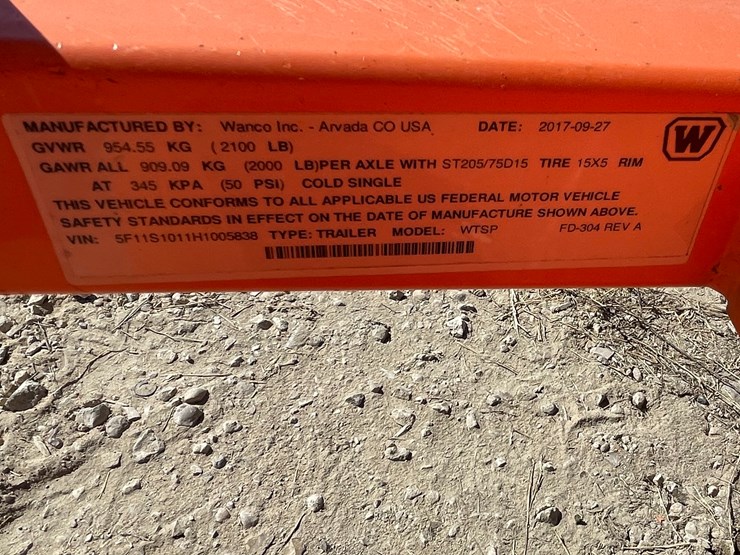 MANUFACTURED BY: Wanco Inc. - Arvada CO USA DATE: 2017-09-27
GVWR 954.55 KG (2100 LB)
GAWR ALL 909.09 KG (2000 LB)PER AXLE WITH ST205/75D15 TIRE 15X5 RIM
AT 345 KPA (50 PSI) COLD SINGLE
THIS VEHICLE CONFORMS TO ALL APPLICABLE US FEDERAL MOTOR VEHICLE
SAFETY STANDARDS IN EFFECT ON THE DATE OF MANUFACTURE SHOWN ABOVE.
VIN: 5F11S1011H1005838 TYPE: TRAILER MODEL: WTSP FD-304 REV A
W